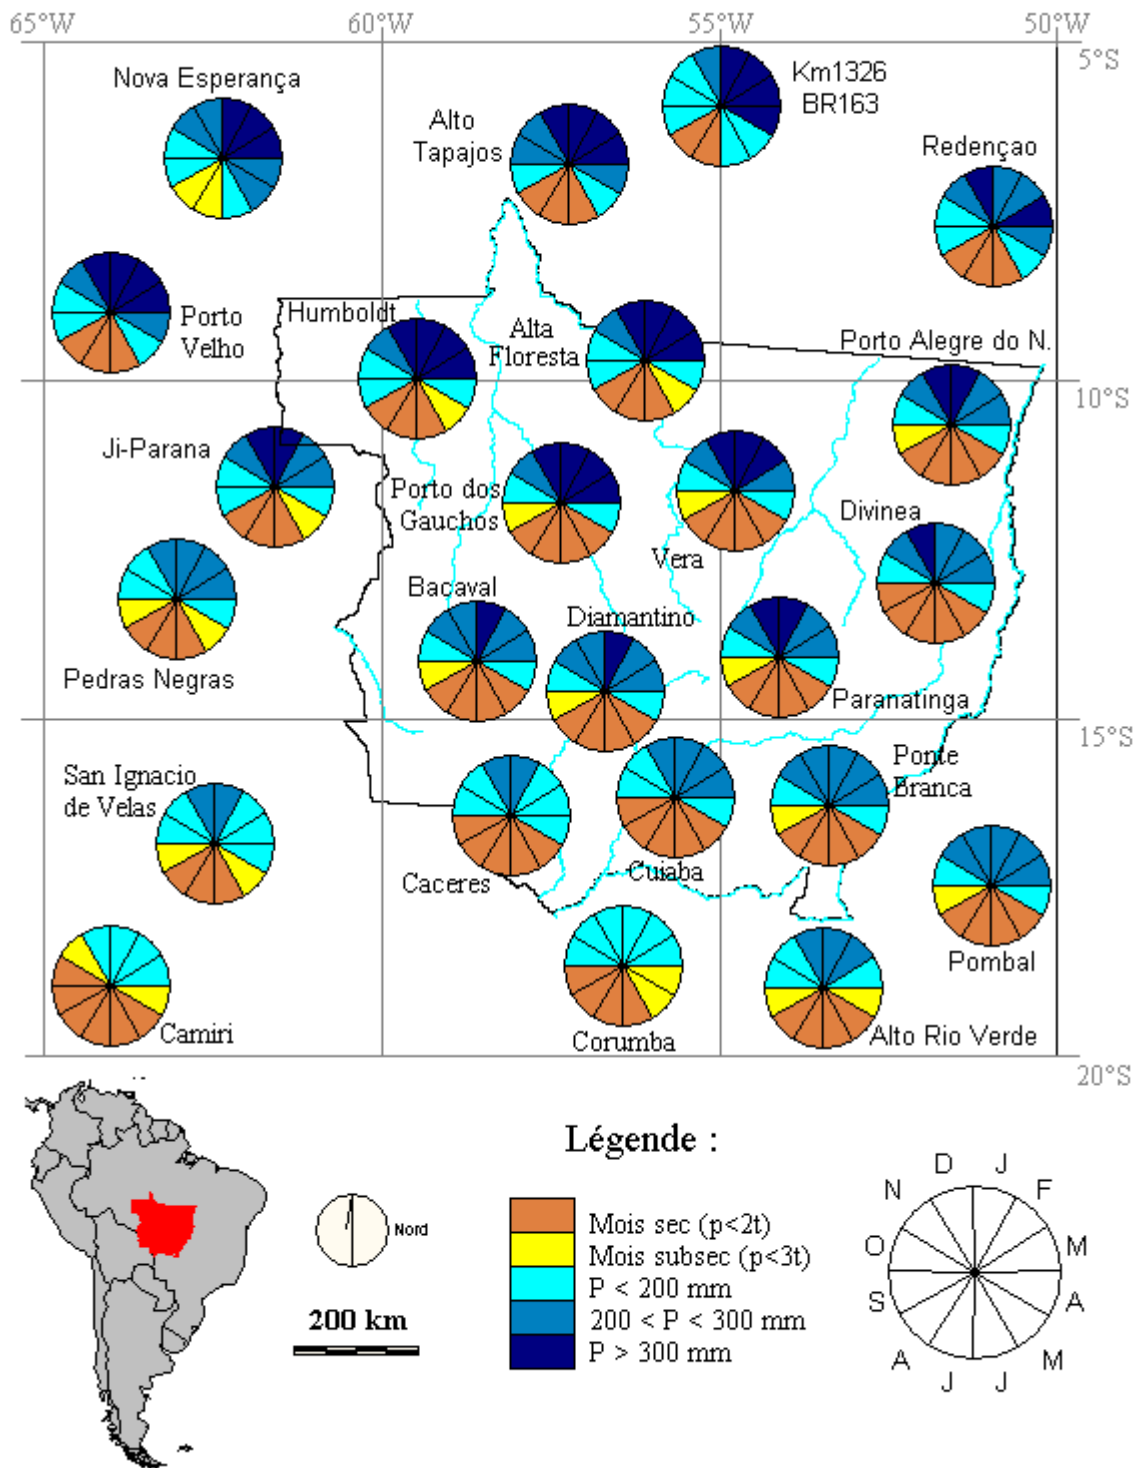 65°W
60°W
55°W
50°W
5°S
Nova Esperança
Alto
Tapajos
Km1326
BR163
Redençao
Porto
Velho
Humboldt
Alta
Floresta
Porto Alegre do N.
10°S
Ji-Parana
Porto dos
Gauchos
Vera
Divinea
Bacaval
Diamantino
Pedras Negras
Paranatinga
15°S
San Ignacio
de Velas
Ponte
Branca
Caceres
Cuiaba
Pombal
Camiri
Corumba
Alto Rio Verde
20°S
Légende :
Nord
200 km
Mois sec (p<2t)
Mois subsec (p<3t)
P < 200 mm
200 < P < 300 mm
P > 300 mm
D J
N F
O M
S A
A M
J J